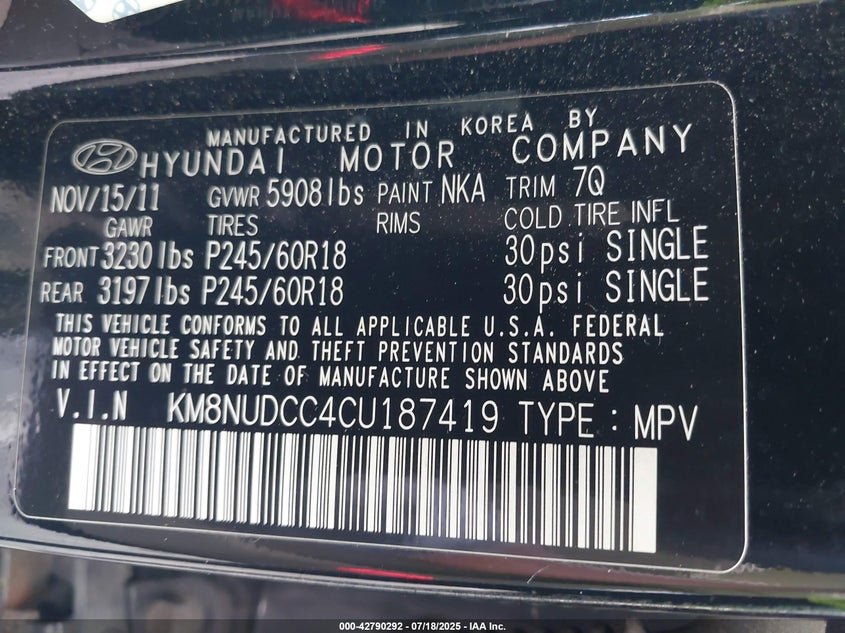 MANUFACTURED IN KOREA BY
HYUNDAI MOTOR COMPANY
NOV/15/11 GVWR 5908lbs PAINT NKA TRIM 7Q
GAWR TIRES RIMS COLD TIRE INFL
FRONT 3230lbs P245/60R18 30psi SINGLE
REAR 3197lbs P245/60R18 30psi SINGLE
THIS VEHICLE CONFORMS TO ALL APPLICABLE U.S.A. FEDERAL
MOTOR VEHICLE SAFETY AND THEFT PREVENTION STANDARDS
IN EFFECT ON THE DATE OF MANUFACTURE SHOWN ABOVE
V.I.N KM8NUDCC4CU187419 TYPE : MPV
000-42790292 - 07/18/2025 - IAA Inc.